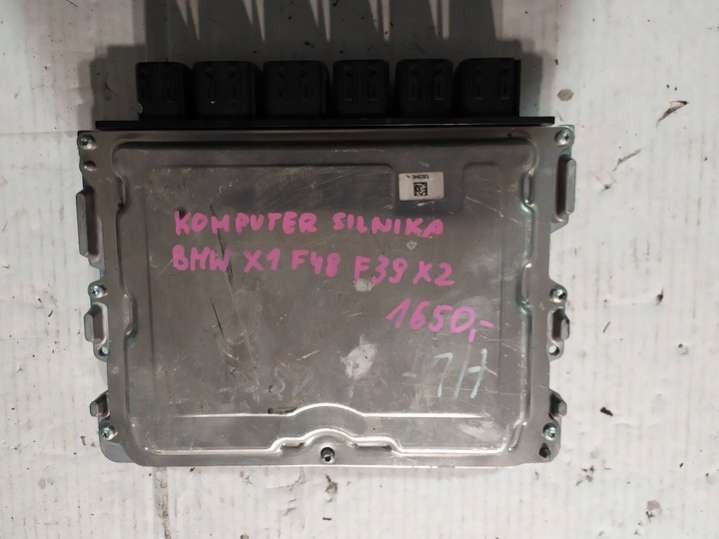 KOMPUTER SILNIKA
BMW X1 F48 F39 X2
1650,-